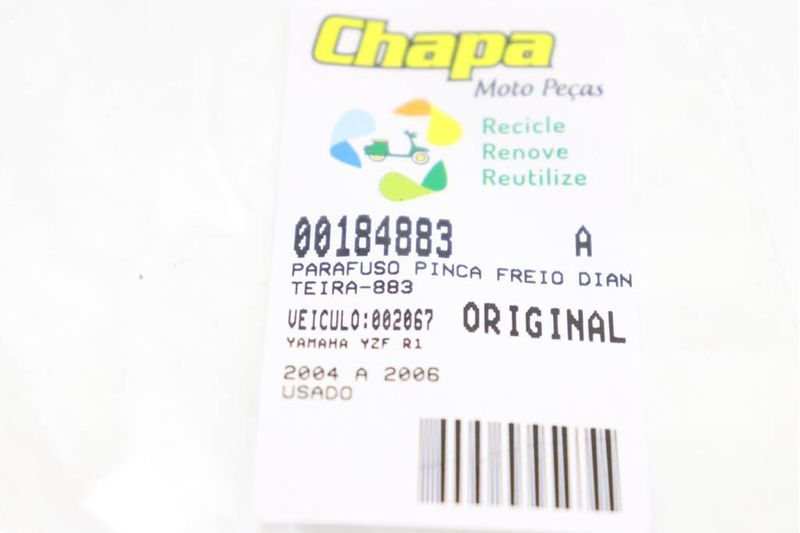 Chapa
Moto Peças
Recicle
Renove
Reutilize
00184883 A
PARAFUSO PINCA FREIO DIAN
TEIRA-883
VEICULO:002067 ORIGINAL
YAMAHA YZF R1
2004 A 2006
USADO